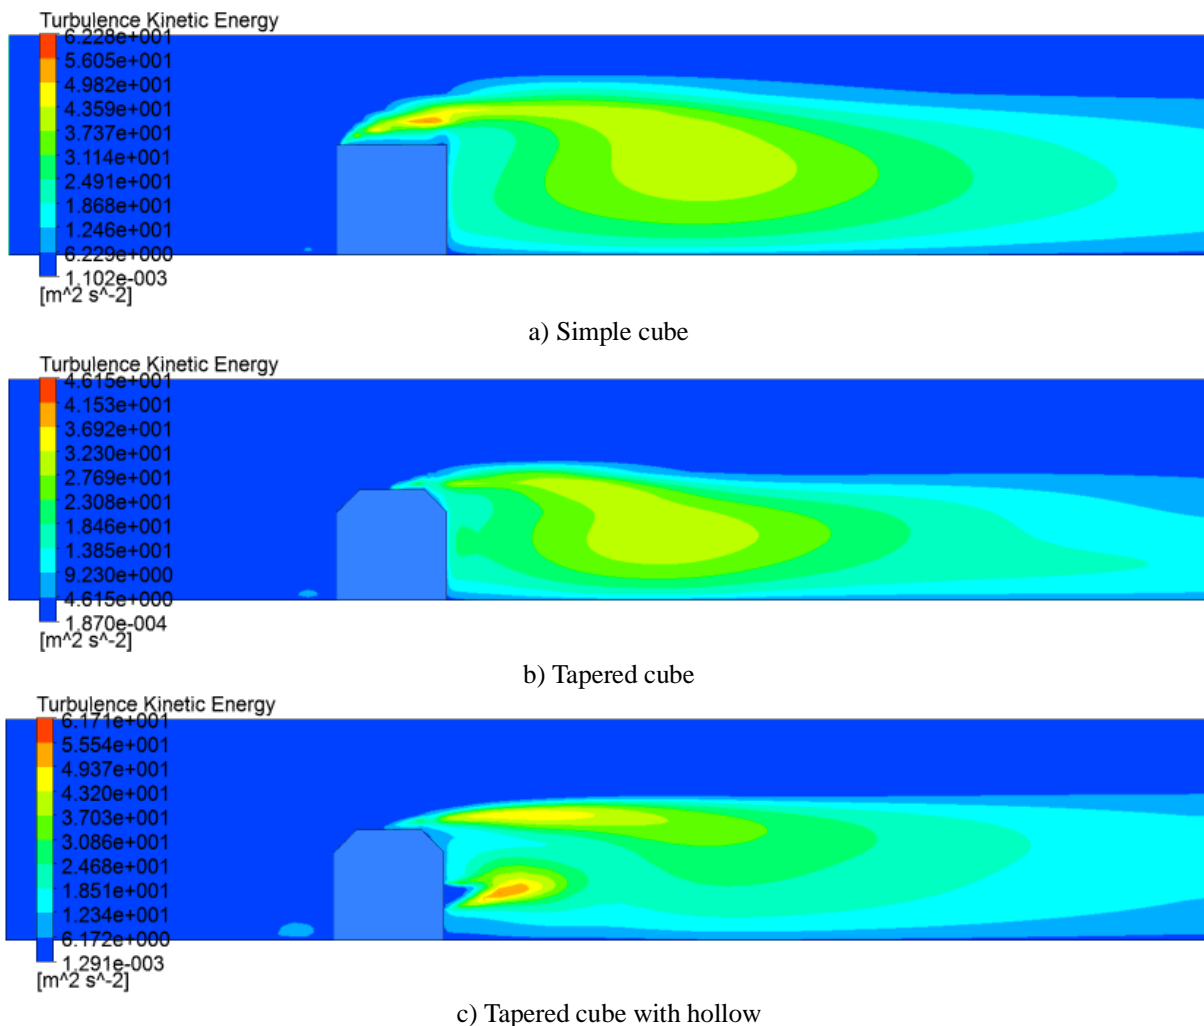 Turbulence Kinetic Energy
6.228e+001
5.605e+001
4.982e+001
4.359e+001
3.737e+001
3.114e+001
2.491e+001
1.868e+001
1.246e+001
6.229e+000
1.102e-003
[m^2 s^-2]
a) Simple cube
Turbulence Kinetic Energy
4.615e+001
4.153e+001
3.692e+001
3.230e+001
2.769e+001
2.308e+001
1.846e+001
1.385e+001
9.230e+000
4.615e+000
1.870e-004
[m^2 s^-2]
b) Tapered cube
Turbulence Kinetic Energy
6.171e+001
5.554e+001
4.937e+001
4.320e+001
3.703e+001
3.086e+001
2.468e+001
1.851e+001
1.234e+001
6.172e+000
1.291e-003
[m^2 s^-2]
c) Tapered cube with hollow